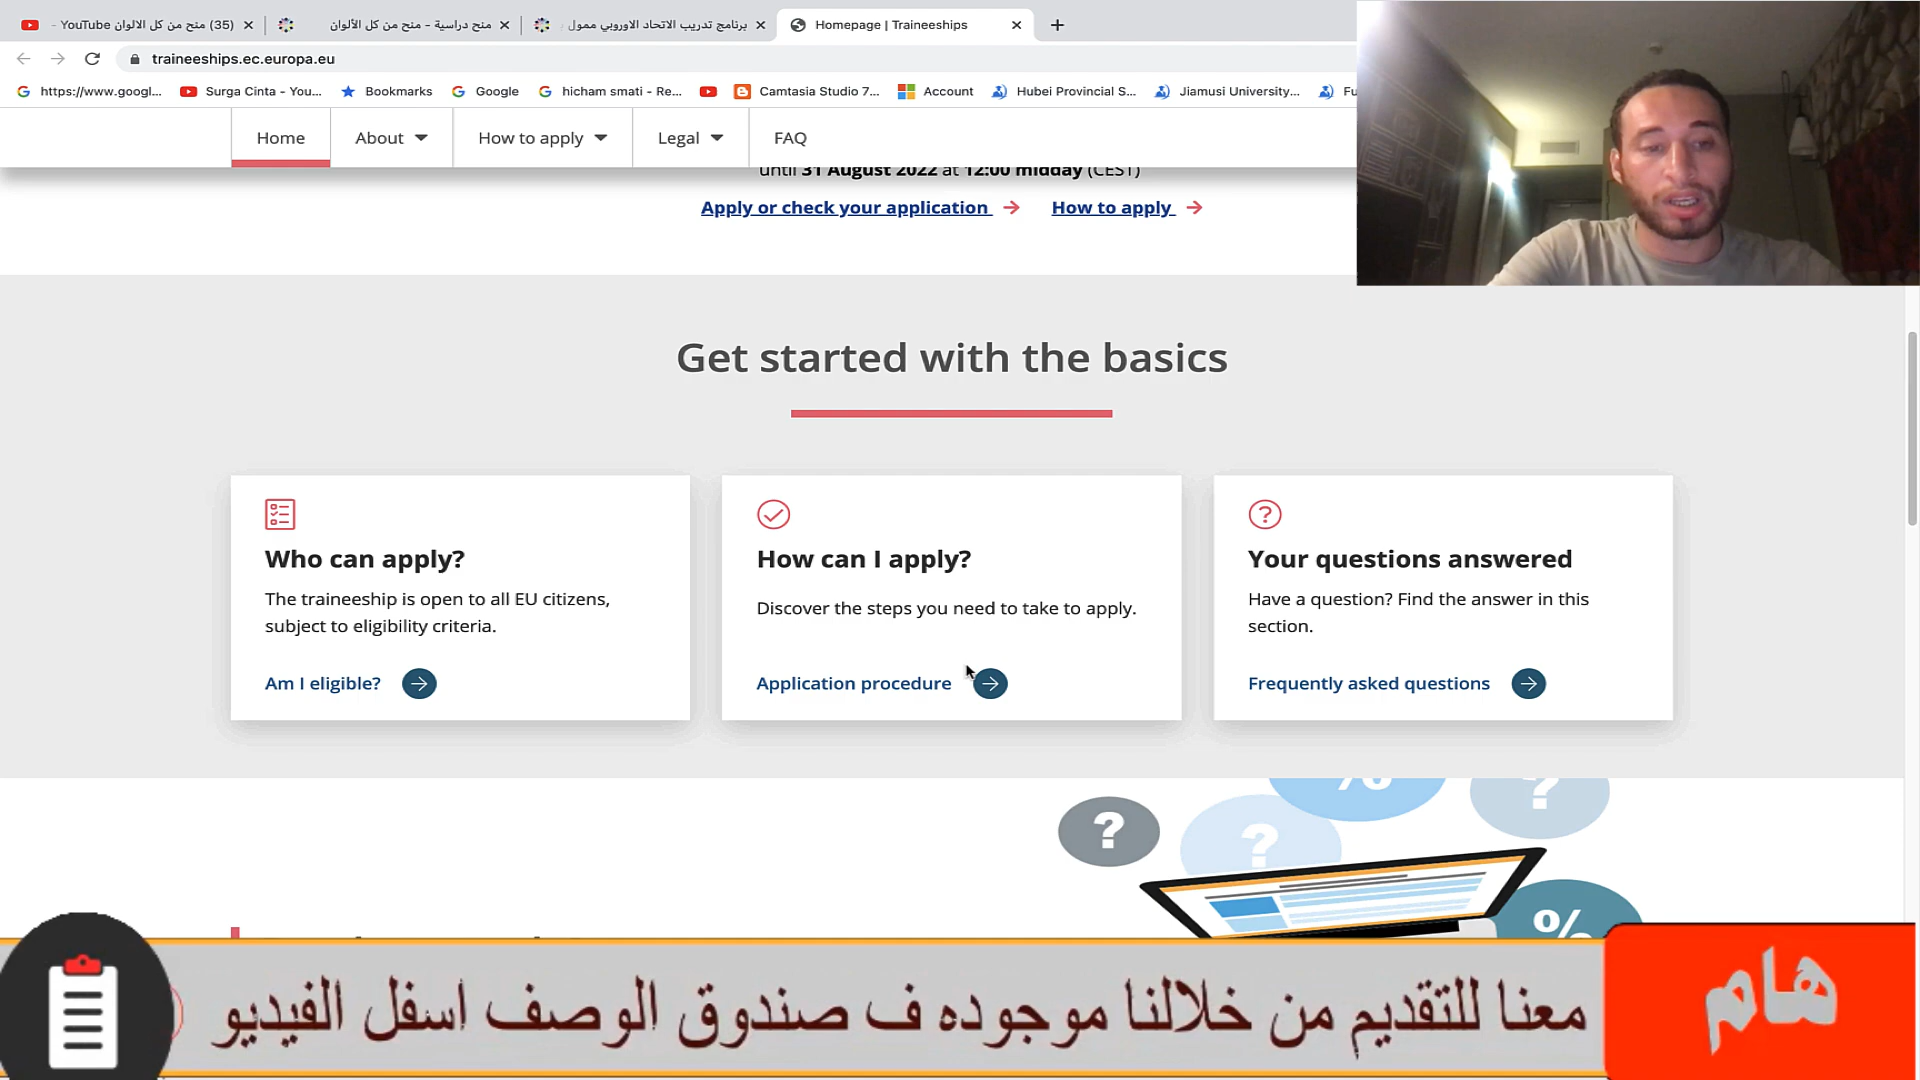 (35) منح من كل الالوان YouTube -
منح دراسية - منح من كل الألوان
برنامج تدريب الاتحاد الاوروبي ممول
Homepage | Traineeships
traineeships.ec.europa.eu
https://www.googl...
Surga Cinta - You...
Bookmarks
Google
hicham smati - Re...
Camtasia Studio 7...
Account
Hubei Provincial S...
Jiamusi University...
Fu
Home
About
How to apply
Legal
FAQ
until 31 August 2022 at 12:00 midday (CEST)
Apply or check your application
How to apply
Get started with the basics
Who can apply?
The traineeship is open to all EU citizens,
subject to eligibility criteria.
Am I eligible?
How can I apply?
Discover the steps you need to take to apply.
Application procedure
Your questions answered
Have a question? Find the answer in this
section.
Frequently asked questions
? ? % ?
%
هام
معنا للتقديم من خلالنا موجوده ف صندوق الوصف اسفل الفيديو